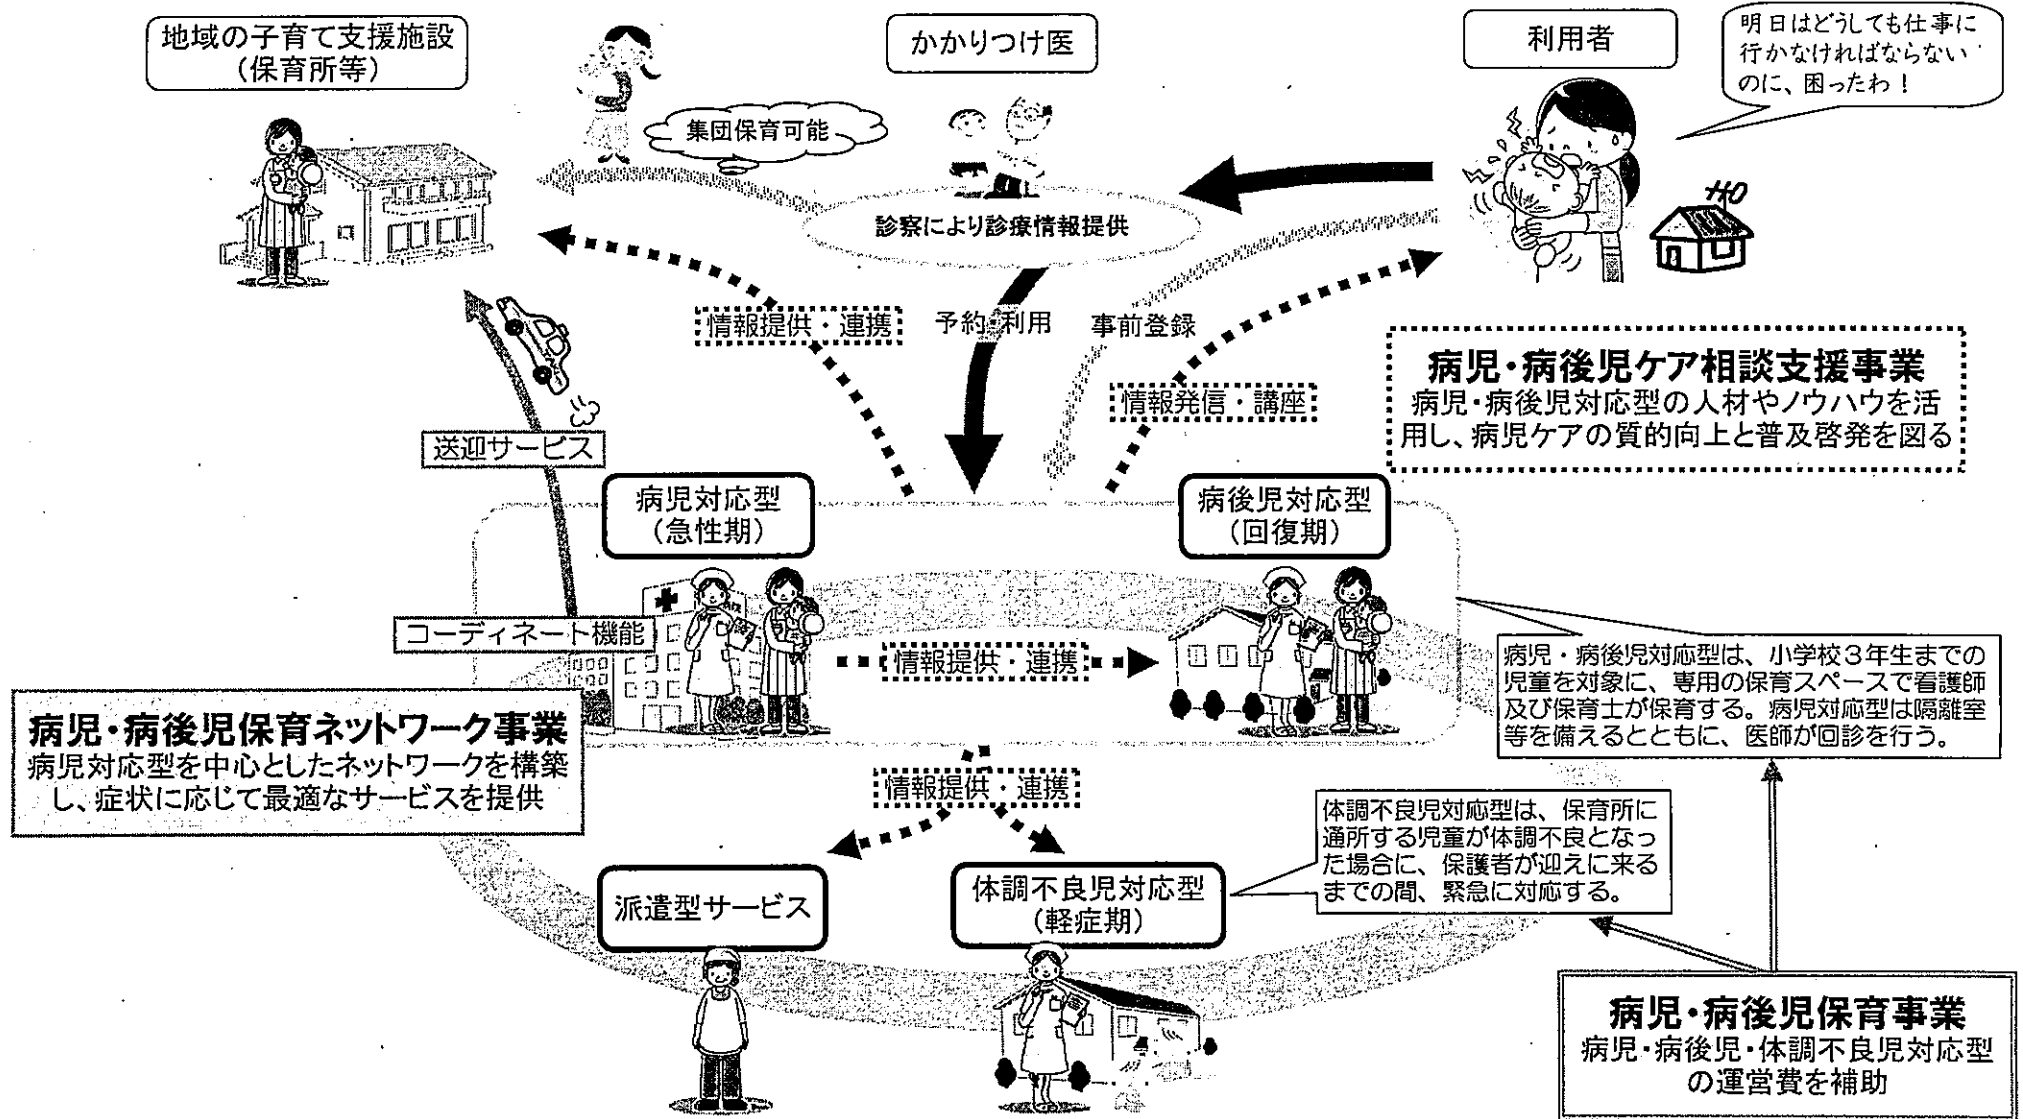 地域の子育て支援施設
(保育所等)
かかりつけ医
利用者
明日はどうしても仕事に
行かなければならない
のに、困ったわ！
集団保育可能
診察により診療情報提供
情報提供・連携
予約・利用
事前登録
情報発信・講座
病児・病後児ケア相談支援事業
病児・病後児対応型の人材やノウハウを活
用し、病児ケアの質的向上と普及啓発を図る
送迎サービス
病児対応型
(急性期)
病後児対応型
(回復期)
コーディネート機能
情報提供・連携
病児・病後児対応型は、小学校３年生までの
児童を対象に、専用の保育スペースで看護師
及び保育士が保育する。病児対応型は隔離室
等を備えるとともに、医師が回診を行う。
病児・病後児保育ネットワーク事業
病児対応型を中心としたネットワークを構築
し、症状に応じて最適なサービスを提供
情報提供・連携
体調不良児対応型は、保育所に
通所する児童が体調不良となっ
た場合に、保護者が迎えに来る
までの間、緊急に対応する。
派遣型サービス
体調不良児対応型
(軽症期)
病児・病後児保育事業
病児・病後児・体調不良児対応型
の運営費を補助